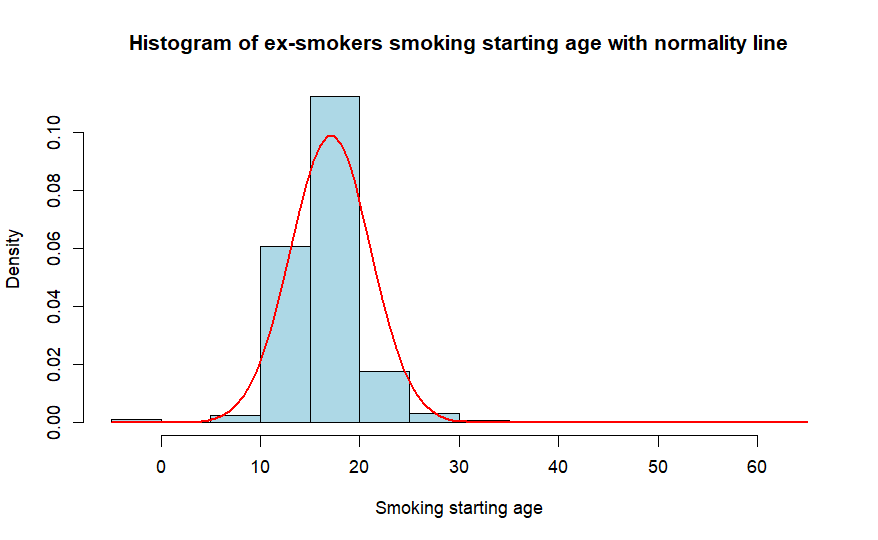 Histogram of ex-smokers smoking starting age with normality line
Density
0.10
0.08
0.06
0.04
0.02
0.00
0 10 20 30 40 50 60
Smoking starting age